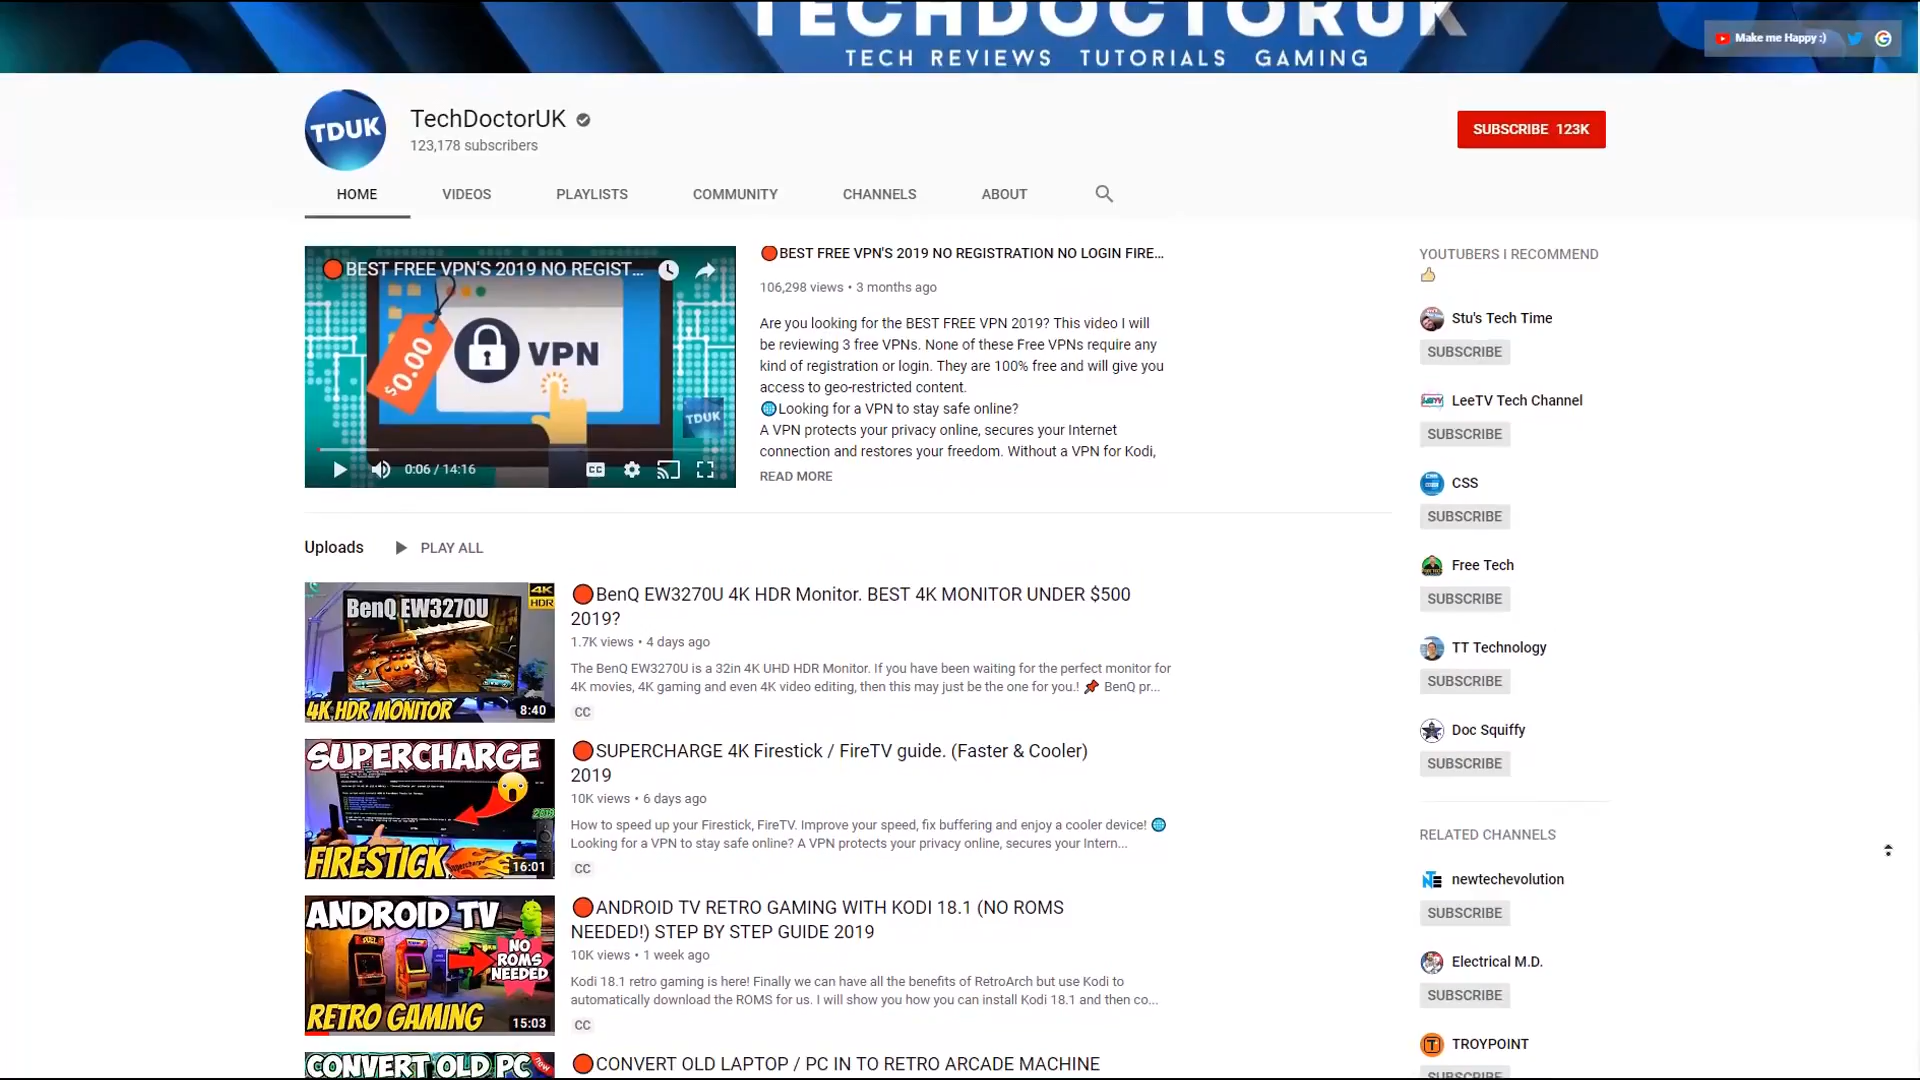 TECHDOCTORUK
TECH REVIEWS TUTORIALS GAMING
Make me Happy :)
TDUK
TechDoctorUK
123,178 subscribers
SUBSCRIBE 123K
HOME
VIDEOS
PLAYLISTS
COMMUNITY
CHANNELS
ABOUT
BEST FREE VPN'S 2019 NO REGIST...
$0.00
VPN
TDUK
0:06 / 14:16
CC
BEST FREE VPN'S 2019 NO REGISTRATION NO LOGIN FIRE...
106,298 views • 3 months ago
Are you looking for the BEST FREE VPN 2019? This video I will
be reviewing 3 free VPNs. None of these Free VPNs require any
kind of registration or login. They are 100% free and will give you
access to geo-restricted content.
Looking for a VPN to stay safe online?
A VPN protects your privacy online, secures your Internet
connection and restores your freedom. Without a VPN for Kodi,
READ MORE
Uploads
PLAY ALL
BenQ EW3270U
4K
HDR
4K HDR MONITOR
8:40
BenQ EW3270U 4K HDR Monitor. BEST 4K MONITOR UNDER $500
2019?
1.7K views • 4 days ago
The BenQ EW3270U is a 32in 4K UHD HDR Monitor. If you have been waiting for the perfect monitor for
4K movies, 4K gaming and even 4K video editing, then this may just be the one for you.! BenQ pr...
CC
SUPERCHARGE
2019
FIRESTICK
16:01
SUPERCHARGE 4K Firestick / FireTV guide. (Faster & Cooler)
2019
10K views • 6 days ago
How to speed up your Firestick, FireTV. Improve your speed, fix buffering and enjoy a cooler device!
Looking for a VPN to stay safe online? A VPN protects your privacy online, secures your Intern...
CC
ANDROID TV
NO
ROMS
NEEDED
RETRO GAMING
15:03
ANDROID TV RETRO GAMING WITH KODI 18.1 (NO ROMS
NEEDED!) STEP BY STEP GUIDE 2019
10K views • 1 week ago
Kodi 18.1 retro gaming is here! Finally we can have all the benefits of RetroArch but use Kodi to
automatically download the ROMS for us. I will show you how you can install Kodi 18.1 and then co...
CC
CONVERT OLD PC
CONVERT OLD LAPTOP / PC IN TO RETRO ARCADE MACHINE
YOUTUBERS I RECOMMEND
Stu's Tech Time
SUBSCRIBE
LeeTV Tech Channel
SUBSCRIBE
CSS
SUBSCRIBE
Free Tech
SUBSCRIBE
TT Technology
SUBSCRIBE
Doc Squiffy
SUBSCRIBE
RELATED CHANNELS
newtechevolution
SUBSCRIBE
Electrical M.D.
SUBSCRIBE
TROYPOINT
SUBSCRIBE